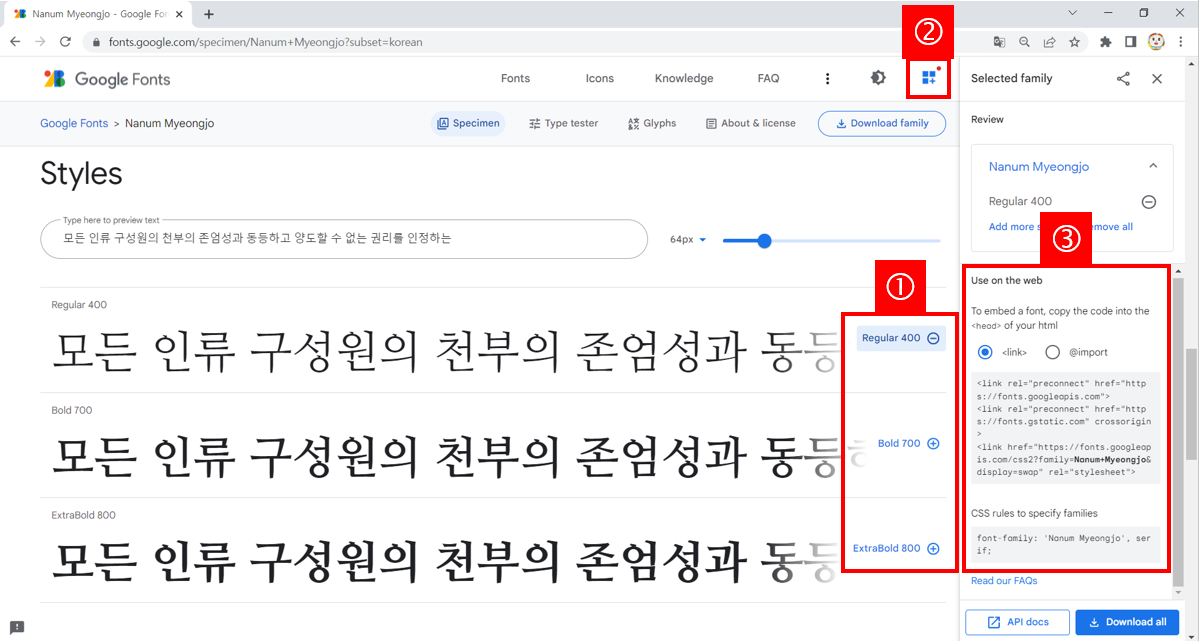 Nanum Myeongjo - Google Fon
fonts.google.com/specimen/Nanum+Myeongjo?subset=korean
②
Google Fonts
Fonts
Icons
Knowledge
FAQ
Selected family
Google Fonts > Nanum Myeongjo
Specimen
Type tester
Glyphs
About & license
Download family
Review
Styles
Nanum Myeongjo
Regular 400
Add more s
emove all
③
Type here to preview text
모든 인류 구성원의 천부의 존엄성과 동등하고 양도할 수 없는 권리를 인정하는
64px
①
Regular 400
모든 인류 구성원의 천부의 존엄성과 동등
Regular 400
Bold 700
모든 인류 구성원의 천부의 존엄성과 동등
Bold 700
ExtraBold 800
모든 인류 구성원의 천부의 존엄성과 동등
ExtraBold 800
Use on the web
To embed a font, copy the code into the
<head> of your html
<link>
@import
<link rel="preconnect" href="http
s://fonts.googleapis.com">
<link rel="preconnect" href="http
s://fonts.gstatic.com" crossorigin
>
<link href="https://fonts.googleap
is.com/css2?family=Nanum+Myeongjo&
display=swap" rel="stylesheet">
CSS rules to specify families
font-family: 'Nanum Myeongjo', ser
if;
Read our FAQs
API docs
Download all